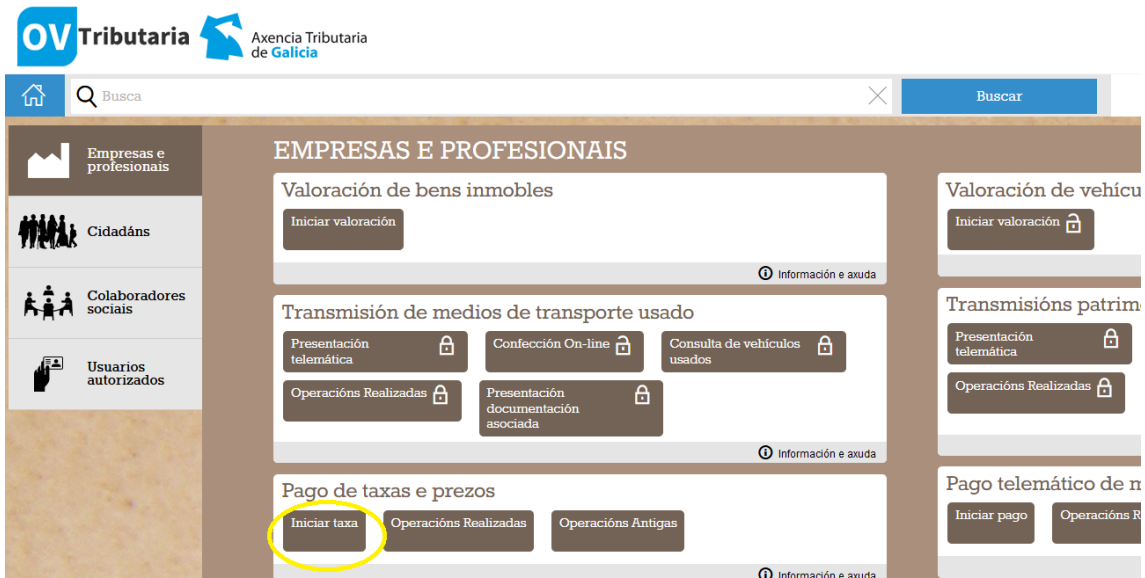 OV Tributaria
Axencia Tributaria
de Galicia
Busca
Buscar
Empresas e
profesionais
Cidadáns
Colaboradores
sociais
Usuarios
autorizados
EMPRESAS E PROFESIONAIS
Valoración de bens inmobles
Iniciar valoración
Información e axuda
Valoración de vehícu
Iniciar valoración
Transmisión de medios de transporte usado
Presentación
telemática
Confección On-line
Consulta de vehículos
usados
Operacións Realizadas
Presentación
documentación
asociada
Información e axuda
Transmisións patrim
Presentación
telemática
Operacións Realizadas
Pago de taxas e prezos
Iniciar taxa
Operacións Realizadas
Operacións Antigas
Información e axuda
Pago telemático de m
Iniciar pago
Operacións R